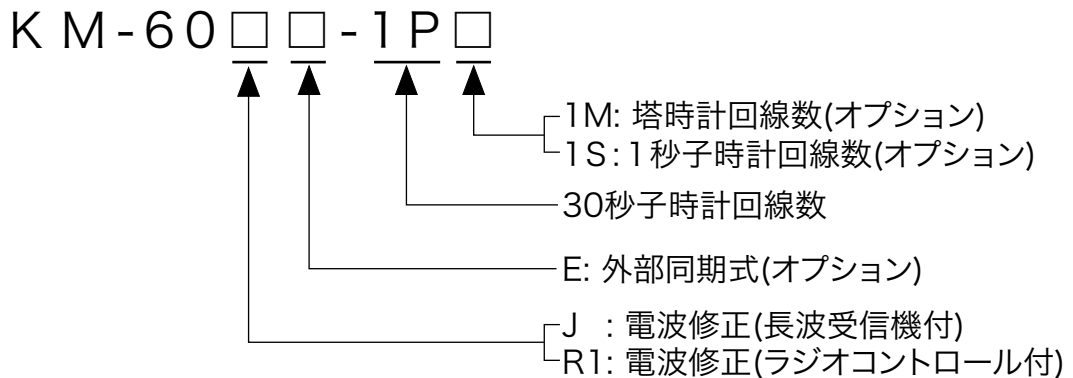 KM-60□□-1P□
1M: 塔時計回線数(オプション)
1S:1秒子時計回線数(オプション)
30秒子時計回線数
E: 外部同期式(オプション)
J : 電波修正(長波受信機付)
R1: 電波修正(ラジオコントロール付)